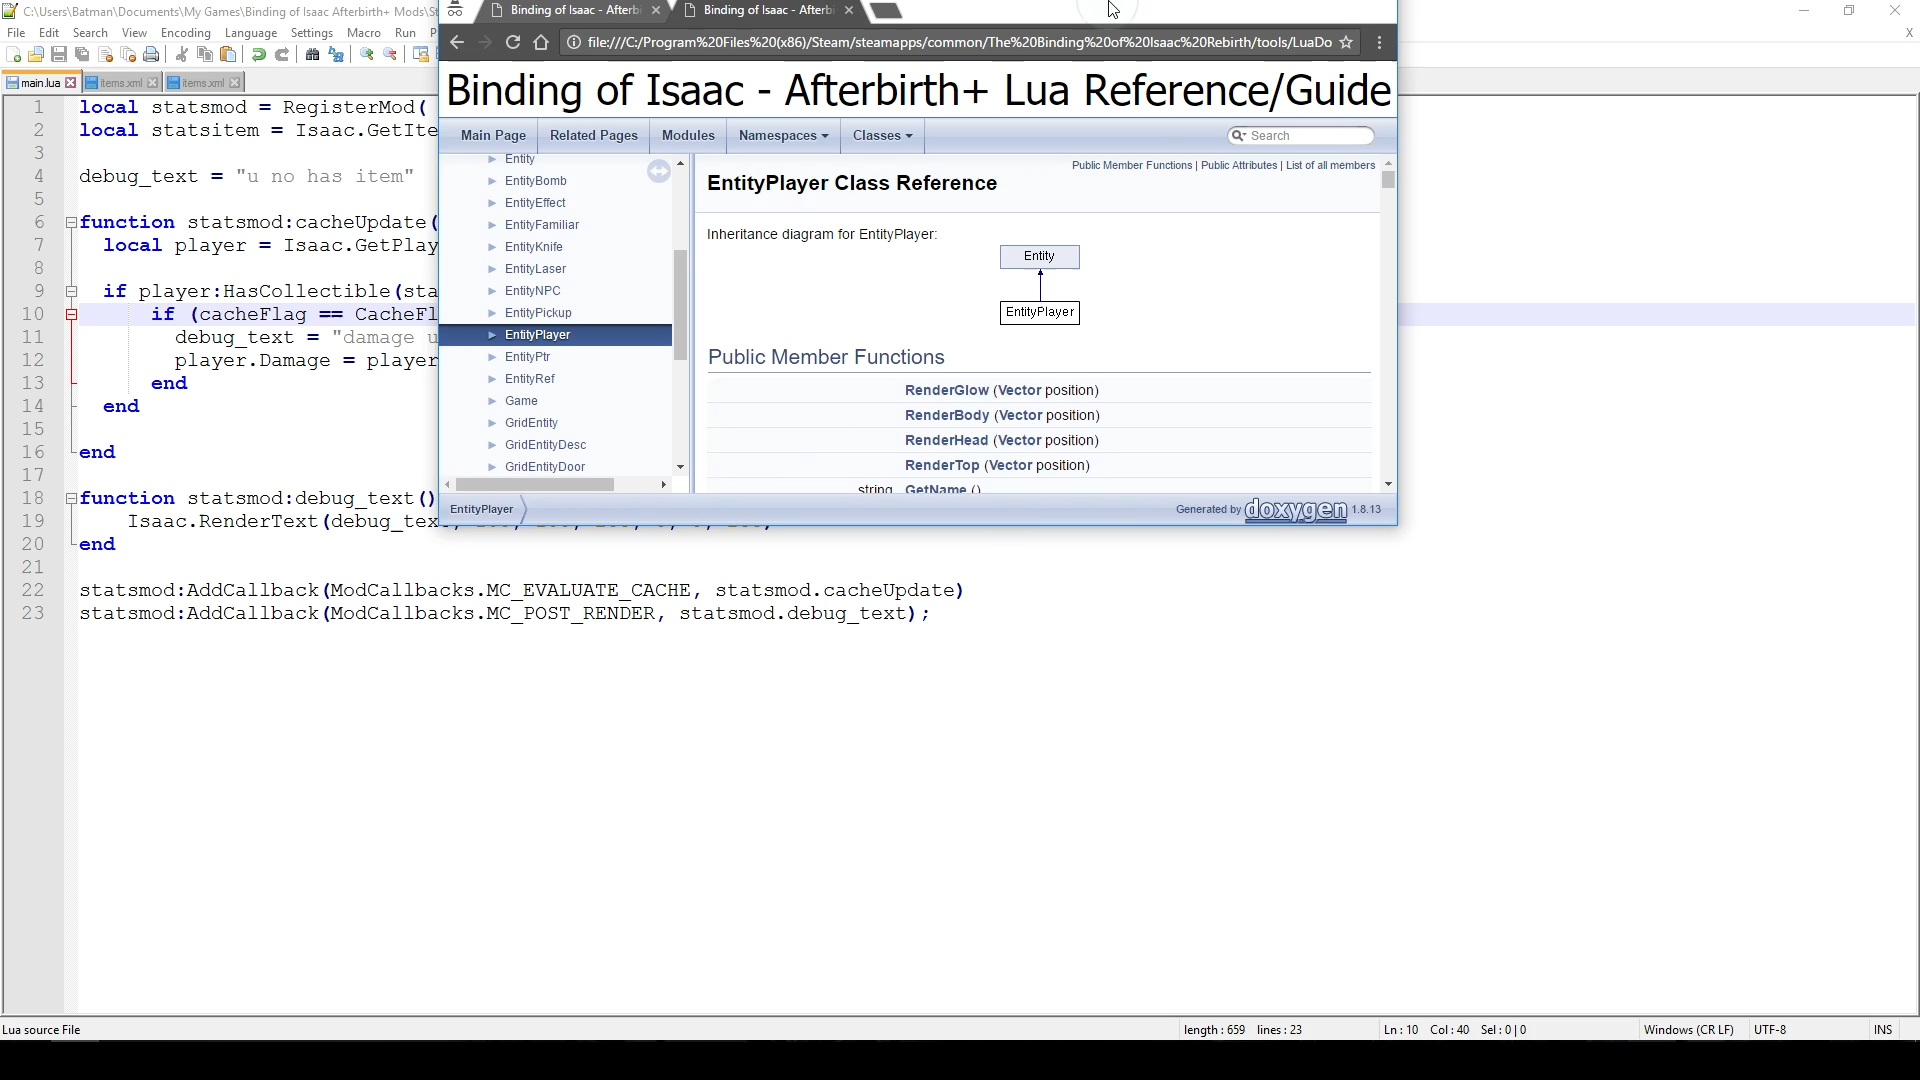 C:\Users\Batman\Documents\My Games\Binding of Isaac Afterbirth+ Mods\St
File Edit Search View Encoding Language Settings Macro Run P
X
main.lua items.xml items.xml
1 local statsmod = RegisterMod(
2 local statsitem = Isaac.GetIte
3
4 debug_text = "u no has item"
5
6 function statsmod:cacheUpdate(
7 local player = Isaac.GetPlay
8
9 if player:HasCollectible(sta
10 if (cacheFlag == CacheFl
11 debug_text = "damage u
12 player.Damage = player
13 end
14 end
15
16 end
17
18 function statsmod:debug_text()
19 Isaac.RenderText(debug_tex
20 end
21
22 statsmod:AddCallback(ModCallbacks.MC_EVALUATE_CACHE, statsmod.cacheUpdate)
23 statsmod:AddCallback(ModCallbacks.MC_POST_RENDER, statsmod.debug_text);
Binding of Isaac - Afterbi Binding of Isaac - Afterbi
file:///C:/Program%20Files%20(x86)/Steam/steamapps/common/The%20Binding%20of%20Isaac%20Rebirth/tools/LuaDo
Binding of Isaac - Afterbirth+ Lua Reference/Guide
Main Page Related Pages Modules Namespaces Classes Search
Entity
EntityBomb
EntityEffect
EntityFamiliar
EntityKnife
EntityLaser
EntityNPC
EntityPickup
EntityPlayer
EntityPtr
EntityRef
Game
GridEntity
GridEntityDesc
GridEntityDoor
Public Member Functions | Public Attributes | List of all members
EntityPlayer Class Reference
Inheritance diagram for EntityPlayer:
Entity
EntityPlayer
Public Member Functions
RenderGlow (Vector position)
RenderBody (Vector position)
RenderHead (Vector position)
RenderTop (Vector position)
string GetName ()
EntityPlayer
Generated by doxygen 1.8.13
Lua source File length : 659 lines : 23 Ln : 10 Col : 40 Sel : 0 | 0 Windows (CR LF) UTF-8 INS